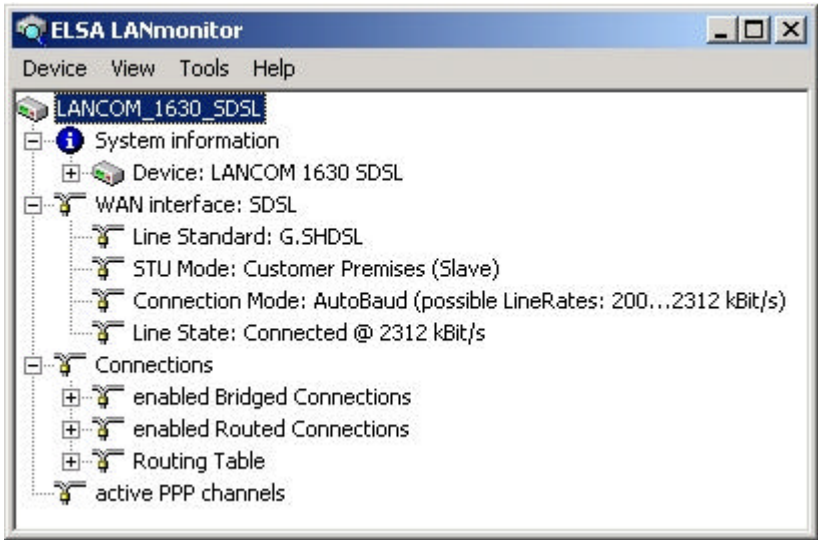 ELSA LANmonitor
Device View Tools Help
LANCOM_1630_SDSL
System information
Device: LANCOM 1630 SDSL
WAN interface: SDSL
Line Standard: G.SHDSL
STU Mode: Customer Premises (Slave)
Connection Mode: AutoBaud (possible LineRates: 200...2312 kBit/s)
Line State: Connected @ 2312 kBit/s
Connections
enabled Bridged Connections
enabled Routed Connections
Routing Table
active PPP channels